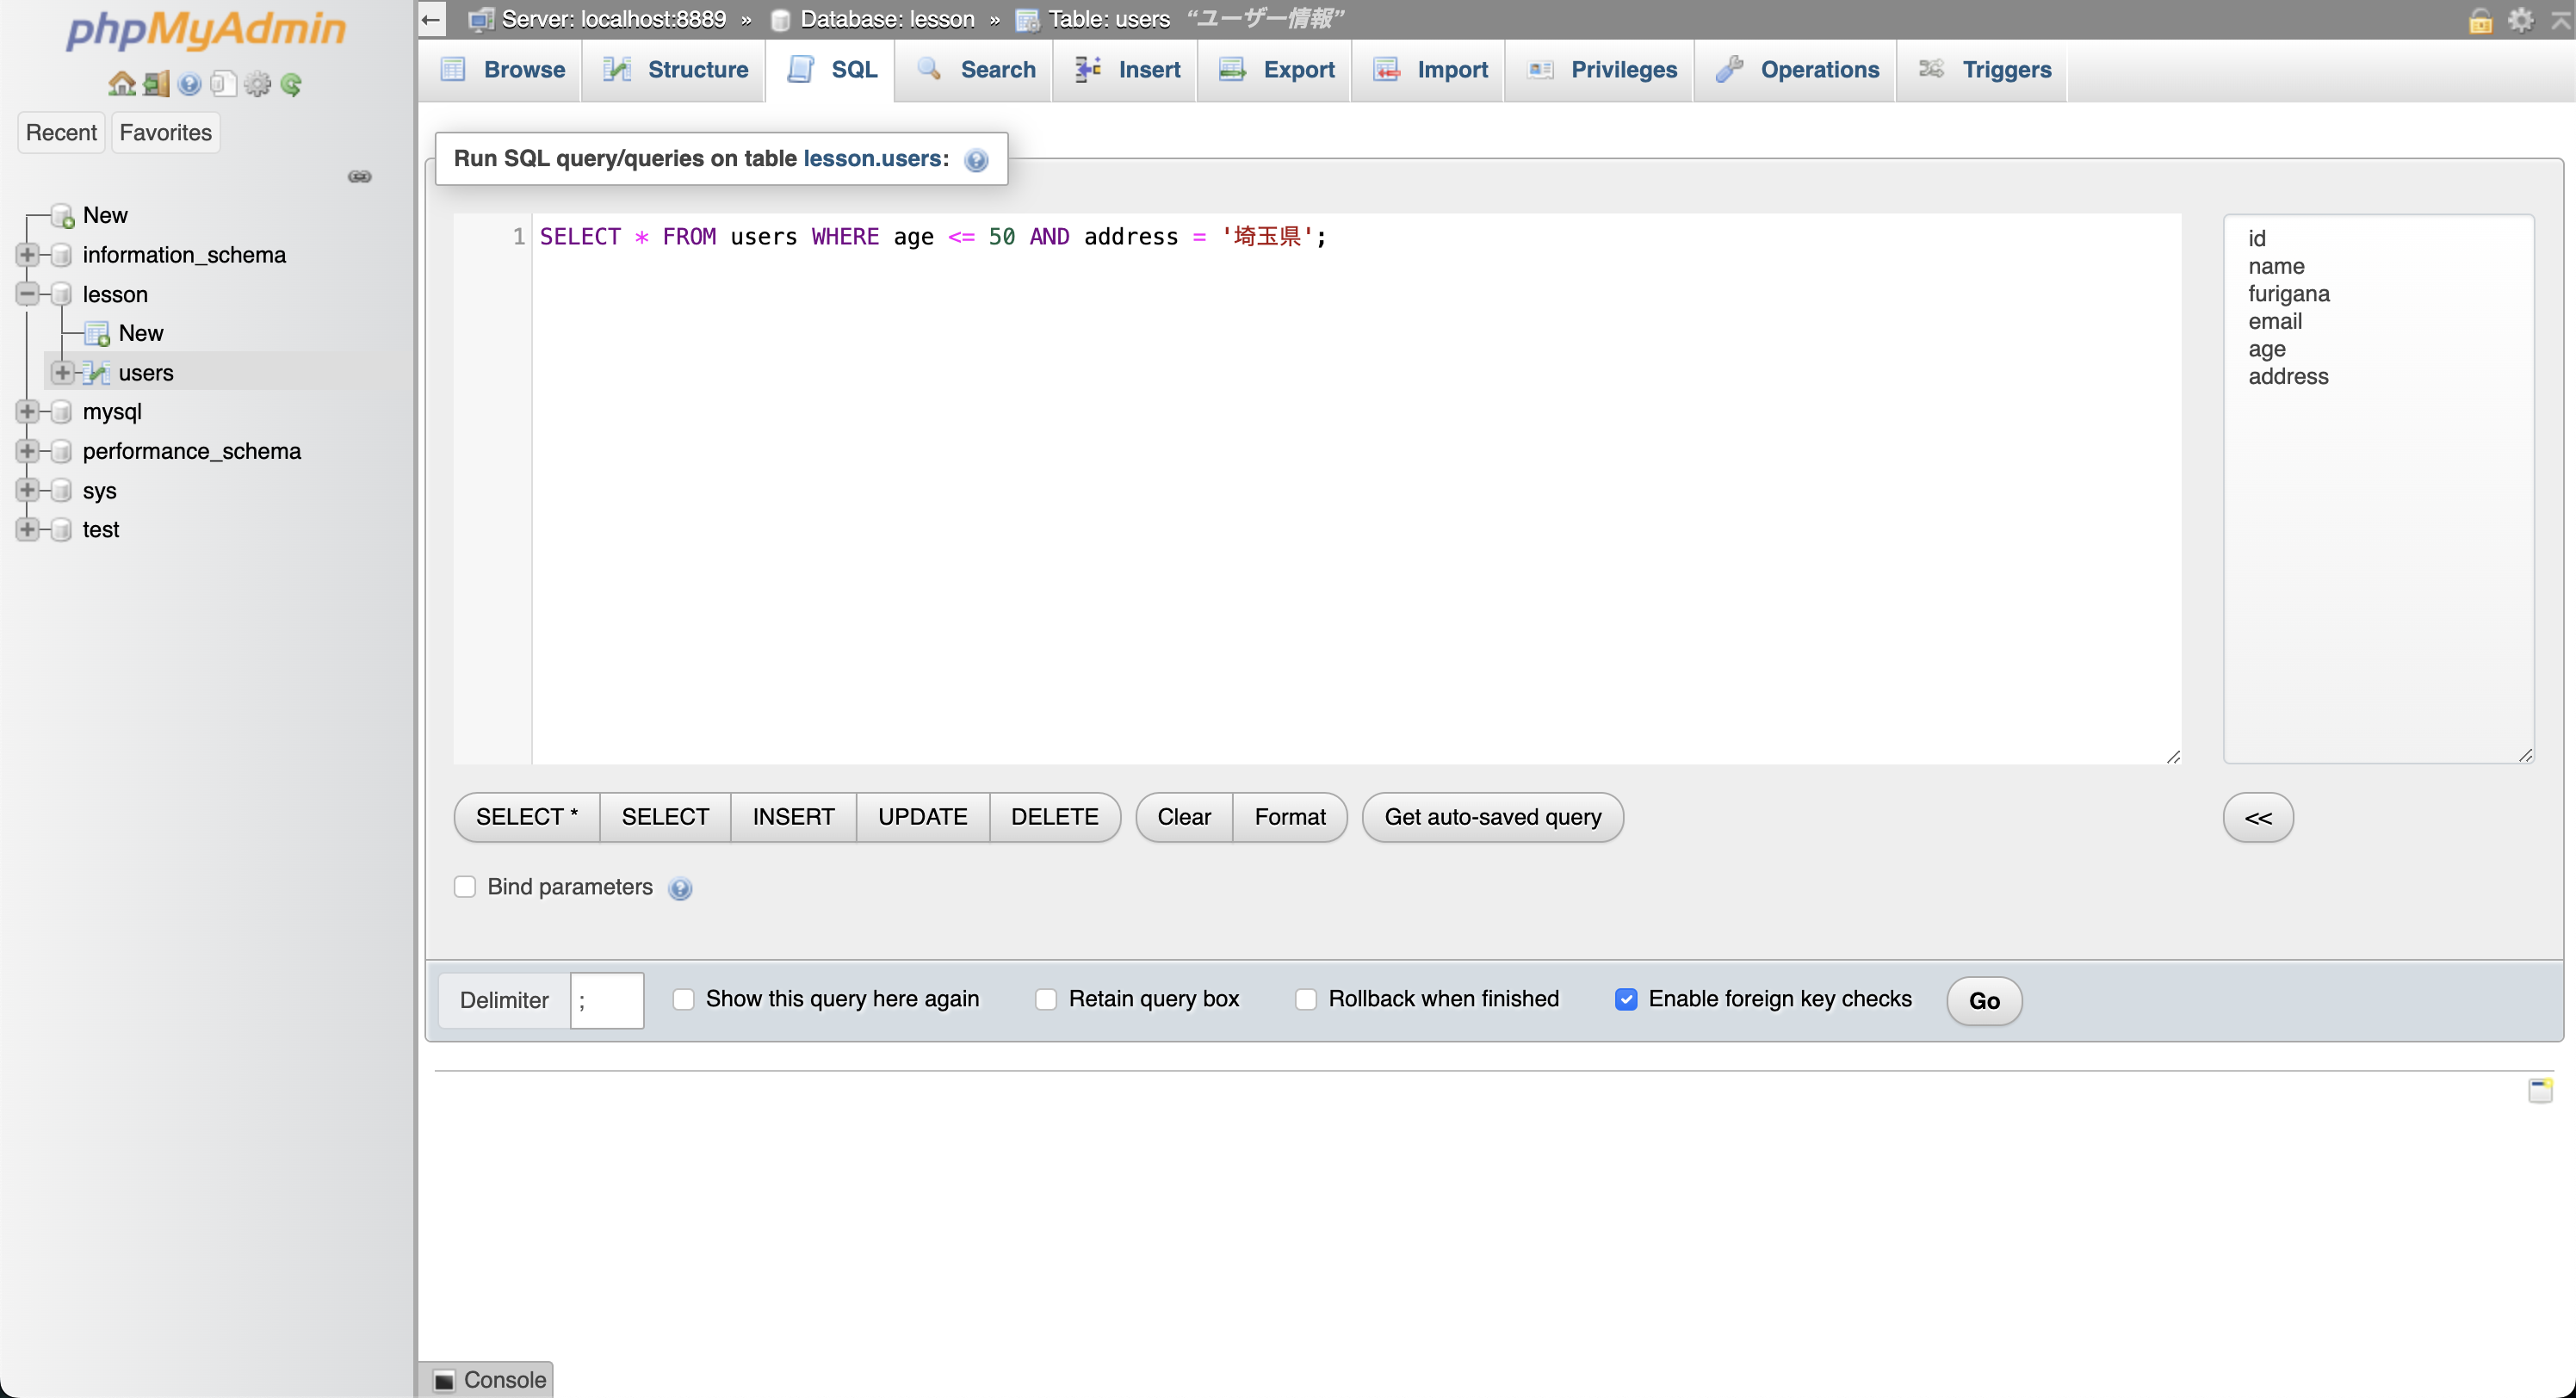 phpMyAdmin
Recent Favorites
New
information_schema
lesson
New
users
mysql
performance_schema
sys
test
Server: localhost:8889 » Database: lesson » Table: users “ユーザー情報”
Browse Structure SQL Search Insert Export Import Privileges Operations Triggers
Run SQL query/queries on table lesson.users:
1 SELECT * FROM users WHERE age <= 50 AND address = '埼玉県';
id
name
furigana
email
age
address
SELECT * SELECT INSERT UPDATE DELETE Clear Format Get auto-saved query <<
Bind parameters
Delimiter ; Show this query here again Retain query box Rollback when finished Enable foreign key checks Go
Console